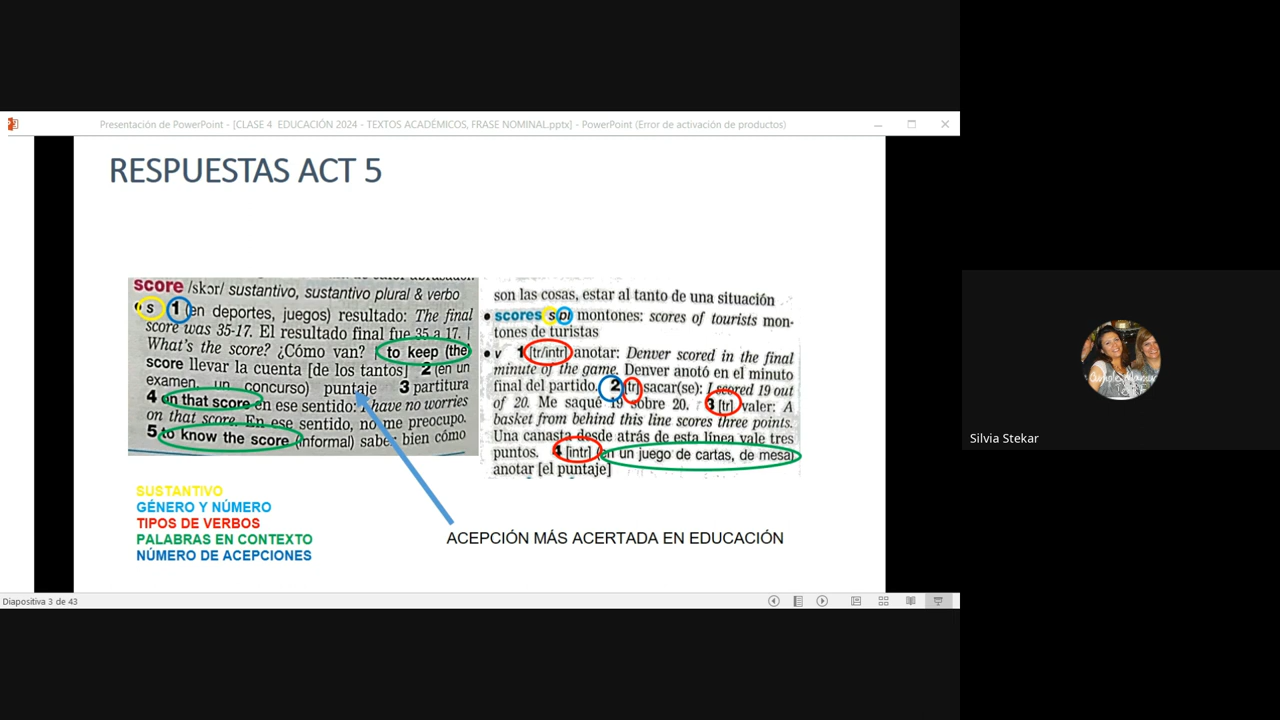 Presentación de PowerPoint - [CLASE 4 EDUCACIÓN 2024 - TEXTOS ACADÉMICOS, FRASE NOMINAL.pptx] - PowerPoint (Error de activación de productos)
RESPUESTAS ACT 5
score /skɔr/ sustantivo, sustantivo plural & verbo
s 1 (en deportes, juegos) resultado: The final
score was 35-17. El resultado final fue 35 a 17. |
What's the score? ¿Cómo van? | to keep (the)
score llevar la cuenta [de los tantos] 2 (en un
examen, un concurso) puntaje 3 partitura
4 on that score en ese sentido: I have no worries
on that score. En ese sentido, no me preocupo.
5 to know the score (informal) saber bien cómo
son las cosas, estar al tanto de una situación
• scores s pl montones: scores of tourists mon-
tones de turistas
• v 1 [tr/intr] anotar: Denver scored in the final
minute of the game. Denver anotó en el minuto
final del partido. 2 [tr] sacar(se): I scored 19 out
of 20. Me saqué 19 sobre 20. 3 [tr] valer: A
basket from behind this line scores three points.
Una canasta desde atrás de esta línea vale tres
puntos. 4 [intr] (en un juego de cartas, de mesa)
anotar [el puntaje]
SUSTANTIVO
GÉNERO Y NÚMERO
TIPOS DE VERBOS
PALABRAS EN CONTEXTO
NÚMERO DE ACEPCIONES
ACEPCIÓN MÁS ACERTADA EN EDUCACIÓN
Diapositiva 3 de 43
Silvia Stekar